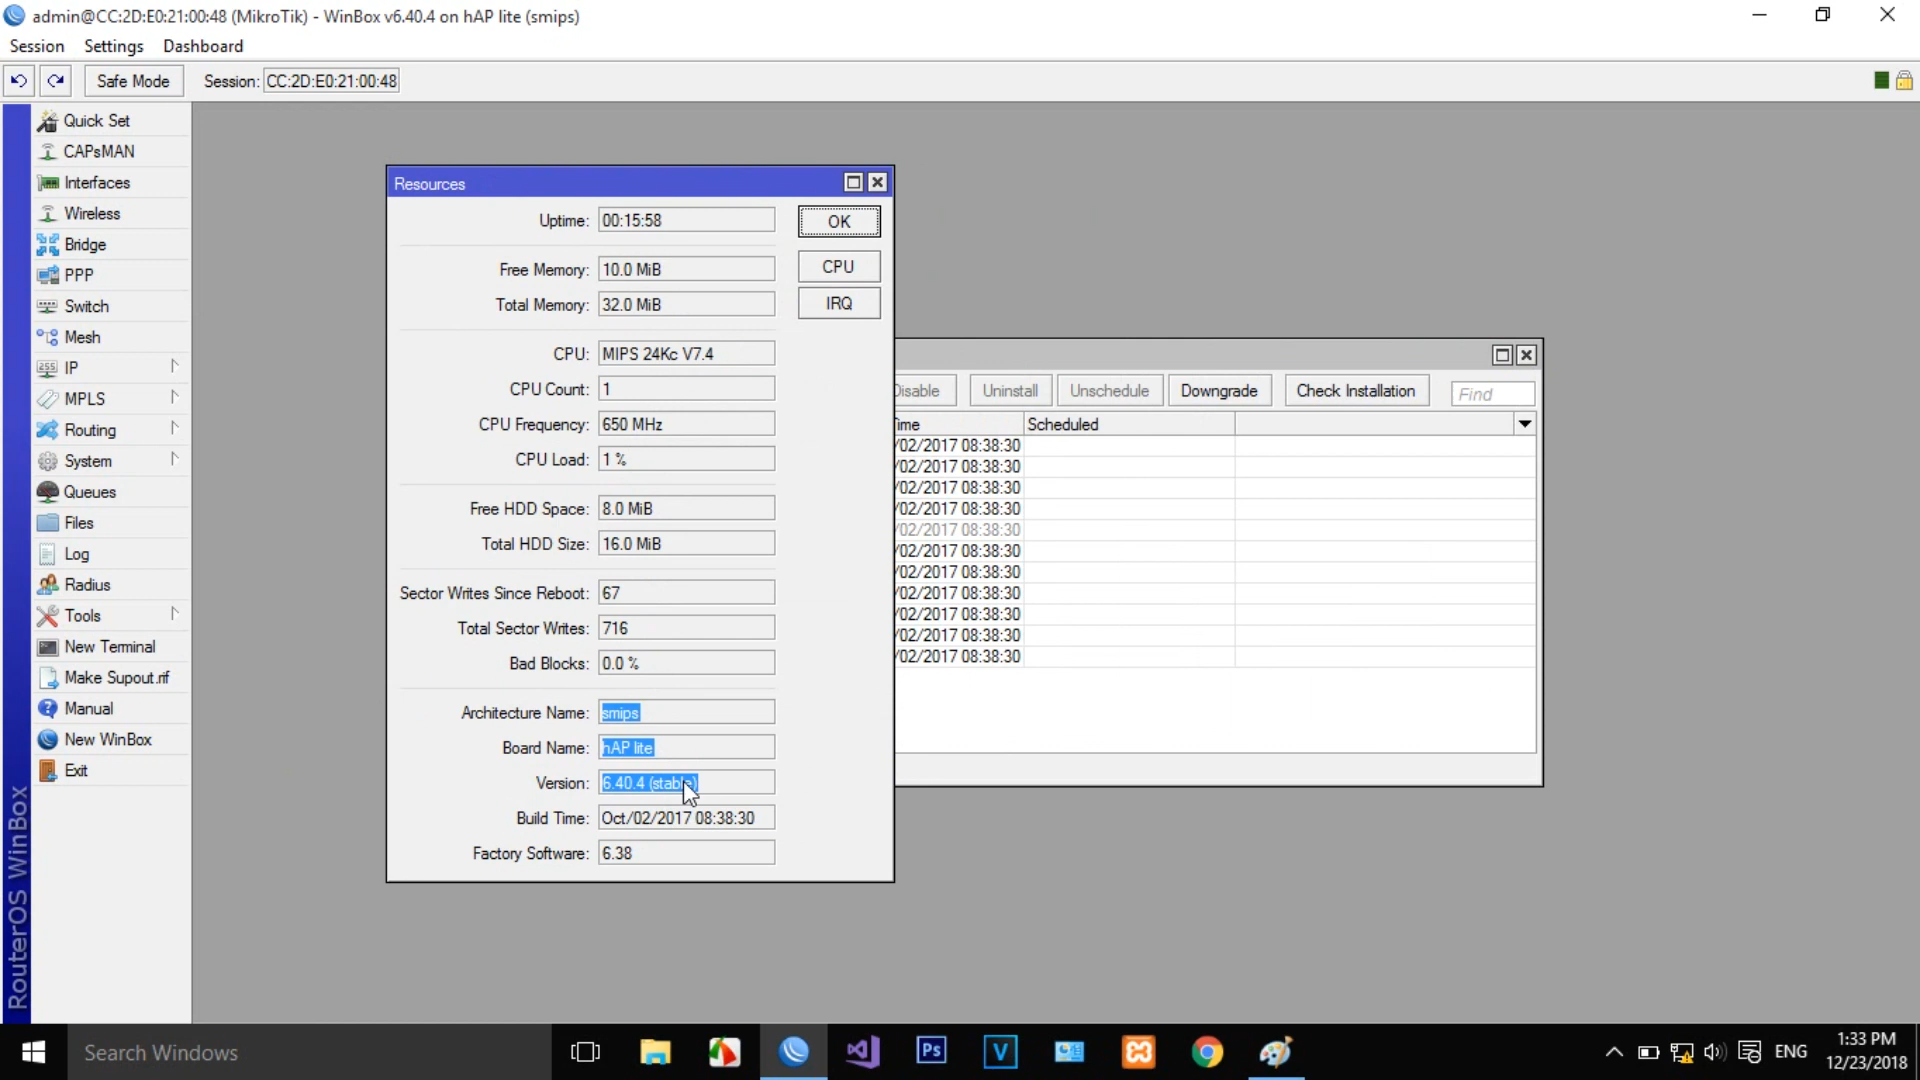 admin@CC:2D:E0:21:00:48 (MikroTik) - WinBox v6.40.4 on hAP lite (smips)
Session Settings Dashboard
Safe Mode Session: CC:2D:E0:21:00:48
Quick Set
CAPsMAN
Interfaces
Wireless
Bridge
PPP
Switch
Mesh
IP
MPLS
Routing
System
Queues
Files
Log
Radius
Tools
New Terminal
Make Supout.rif
Manual
New WinBox
Exit
RouterOS WinBox
Resources
Uptime: 00:15:58
OK
Free Memory: 10.0 MiB
CPU
Total Memory: 32.0 MiB
IRQ
CPU: MIPS 24Kc V7.4
CPU Count: 1
CPU Frequency: 650 MHz
CPU Load: 1 %
Free HDD Space: 8.0 MiB
Total HDD Size: 16.0 MiB
Sector Writes Since Reboot: 67
Total Sector Writes: 716
Bad Blocks: 0.0 %
Architecture Name: smips
Board Name: hAP lite
Version: 6.40.4 (stable)
Build Time: Oct/02/2017 08:38:30
Factory Software: 6.38
Disable Uninstall Unschedule Downgrade Check Installation Find
Time Scheduled
/02/2017 08:38:30
/02/2017 08:38:30
/02/2017 08:38:30
/02/2017 08:38:30
/02/2017 08:38:30
/02/2017 08:38:30
/02/2017 08:38:30
/02/2017 08:38:30
/02/2017 08:38:30
/02/2017 08:38:30
/02/2017 08:38:30
Search Windows
Ps
V
ENG
1:33 PM
12/23/2018